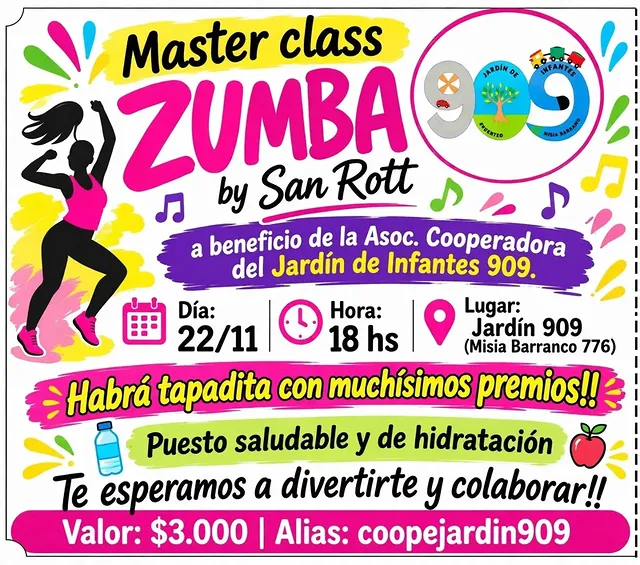 Master class
ZUMBA
by San Rott
909
JARDÍN DE
INFANTES
MISIA BARRANCO
a beneficio de la Asoc. Cooperadora
del Jardín de Infantes 909.
Día:
22/11
Hora:
18 hs
Lugar:
Jardín 909
(Misia Barranco 776)
Habrá tapadita con muchísimos premios!!
Puesto saludable y de hidratación
Te esperamos a divertirte y colaborar!!
Valor: $3.000 | Alias: coopejardin909